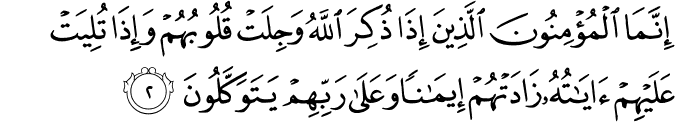 إِنَّمَا ٱلْمُؤْمِنُونَ ٱلَّذِينَ إِذَا ذُكِرَ ٱللَّهُ وَجِلَتْ قُلُوبُهُمْ وَإِذَا تُلِيَتْ
عَلَيْهِمْ ءَايَـٰتُهُۥ زَادَتْهُمْ إِيمَـٰنًا وَعَلَىٰ رَبِّهِمْ يَتَوَكَّلُونَ ٢